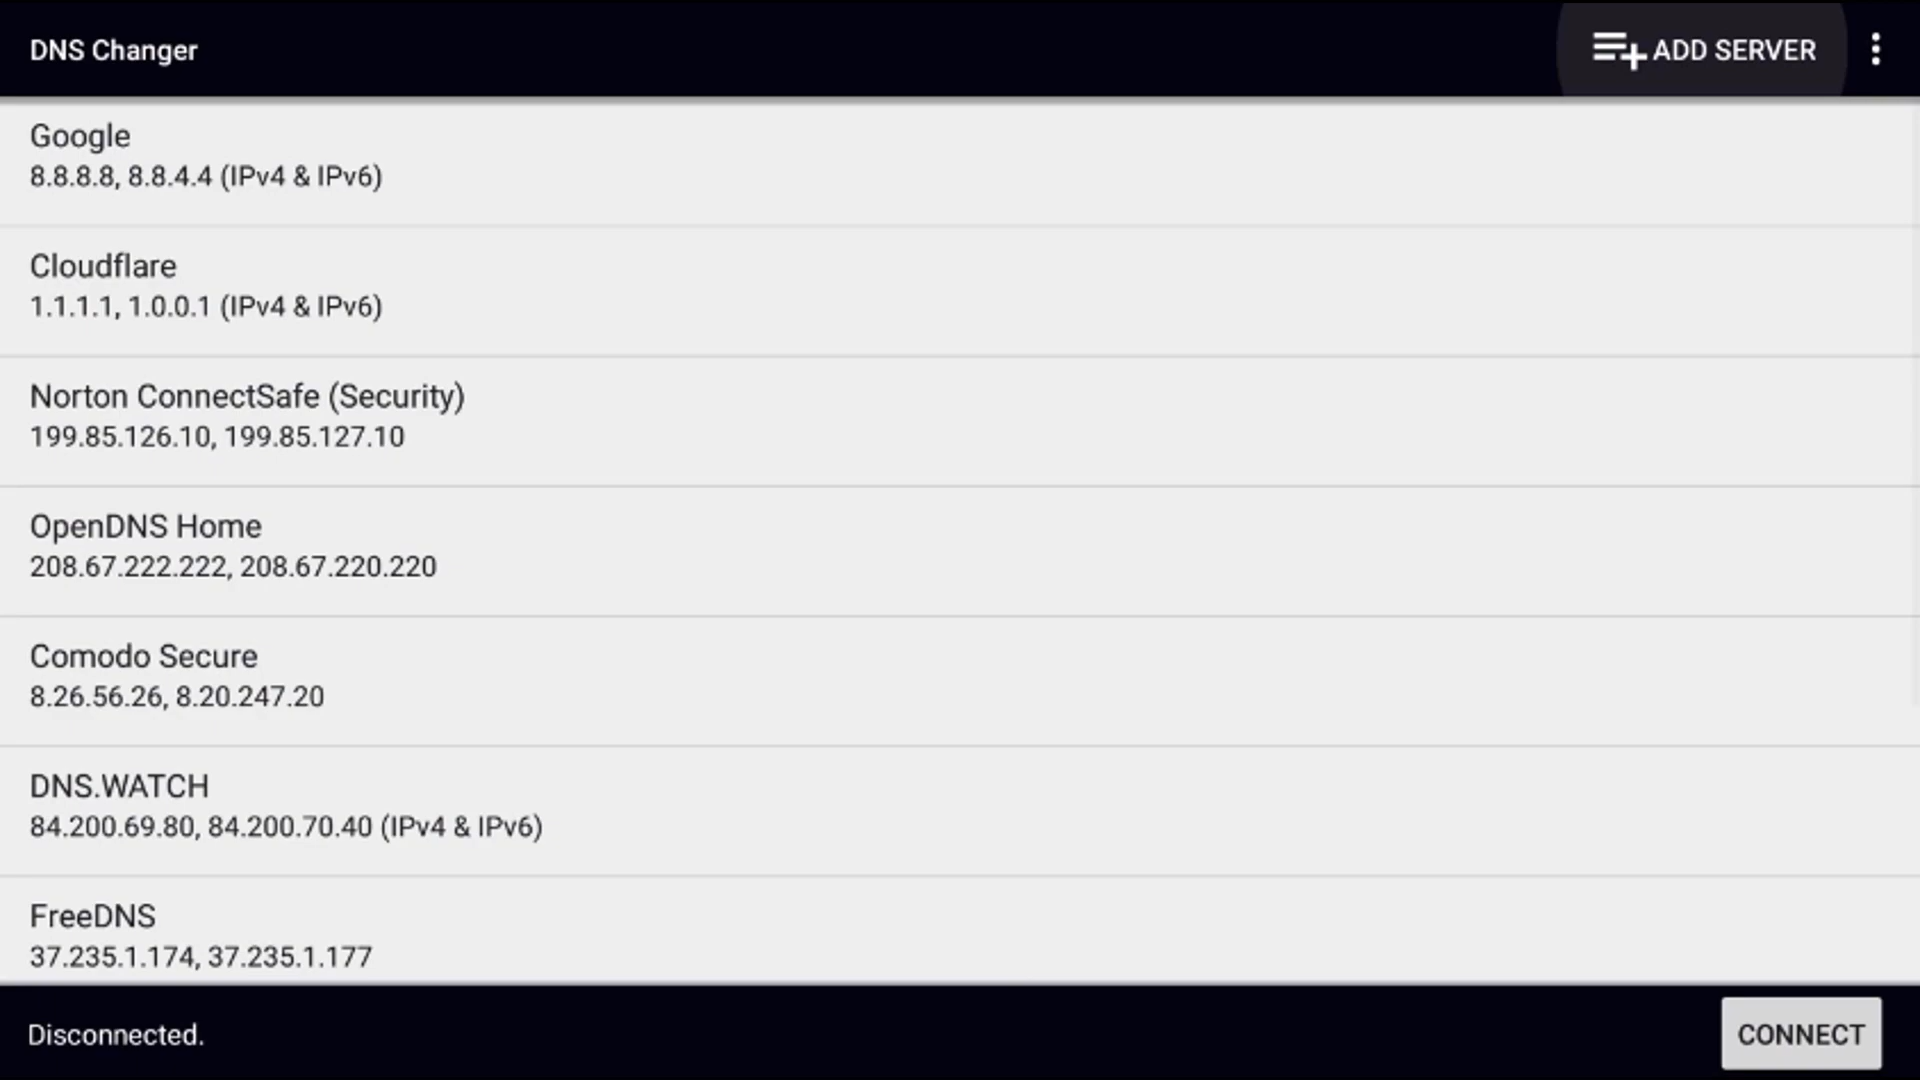 DNS Changer
ADD SERVER
Google
8.8.8.8, 8.8.4.4 (IPv4 & IPv6)
Cloudflare
1.1.1.1, 1.0.0.1 (IPv4 & IPv6)
Norton ConnectSafe (Security)
199.85.126.10, 199.85.127.10
OpenDNS Home
208.67.222.222, 208.67.220.220
Comodo Secure
8.26.56.26, 8.20.247.20
DNS.WATCH
84.200.69.80, 84.200.70.40 (IPv4 & IPv6)
FreeDNS
37.235.1.174, 37.235.1.177
Disconnected.
CONNECT